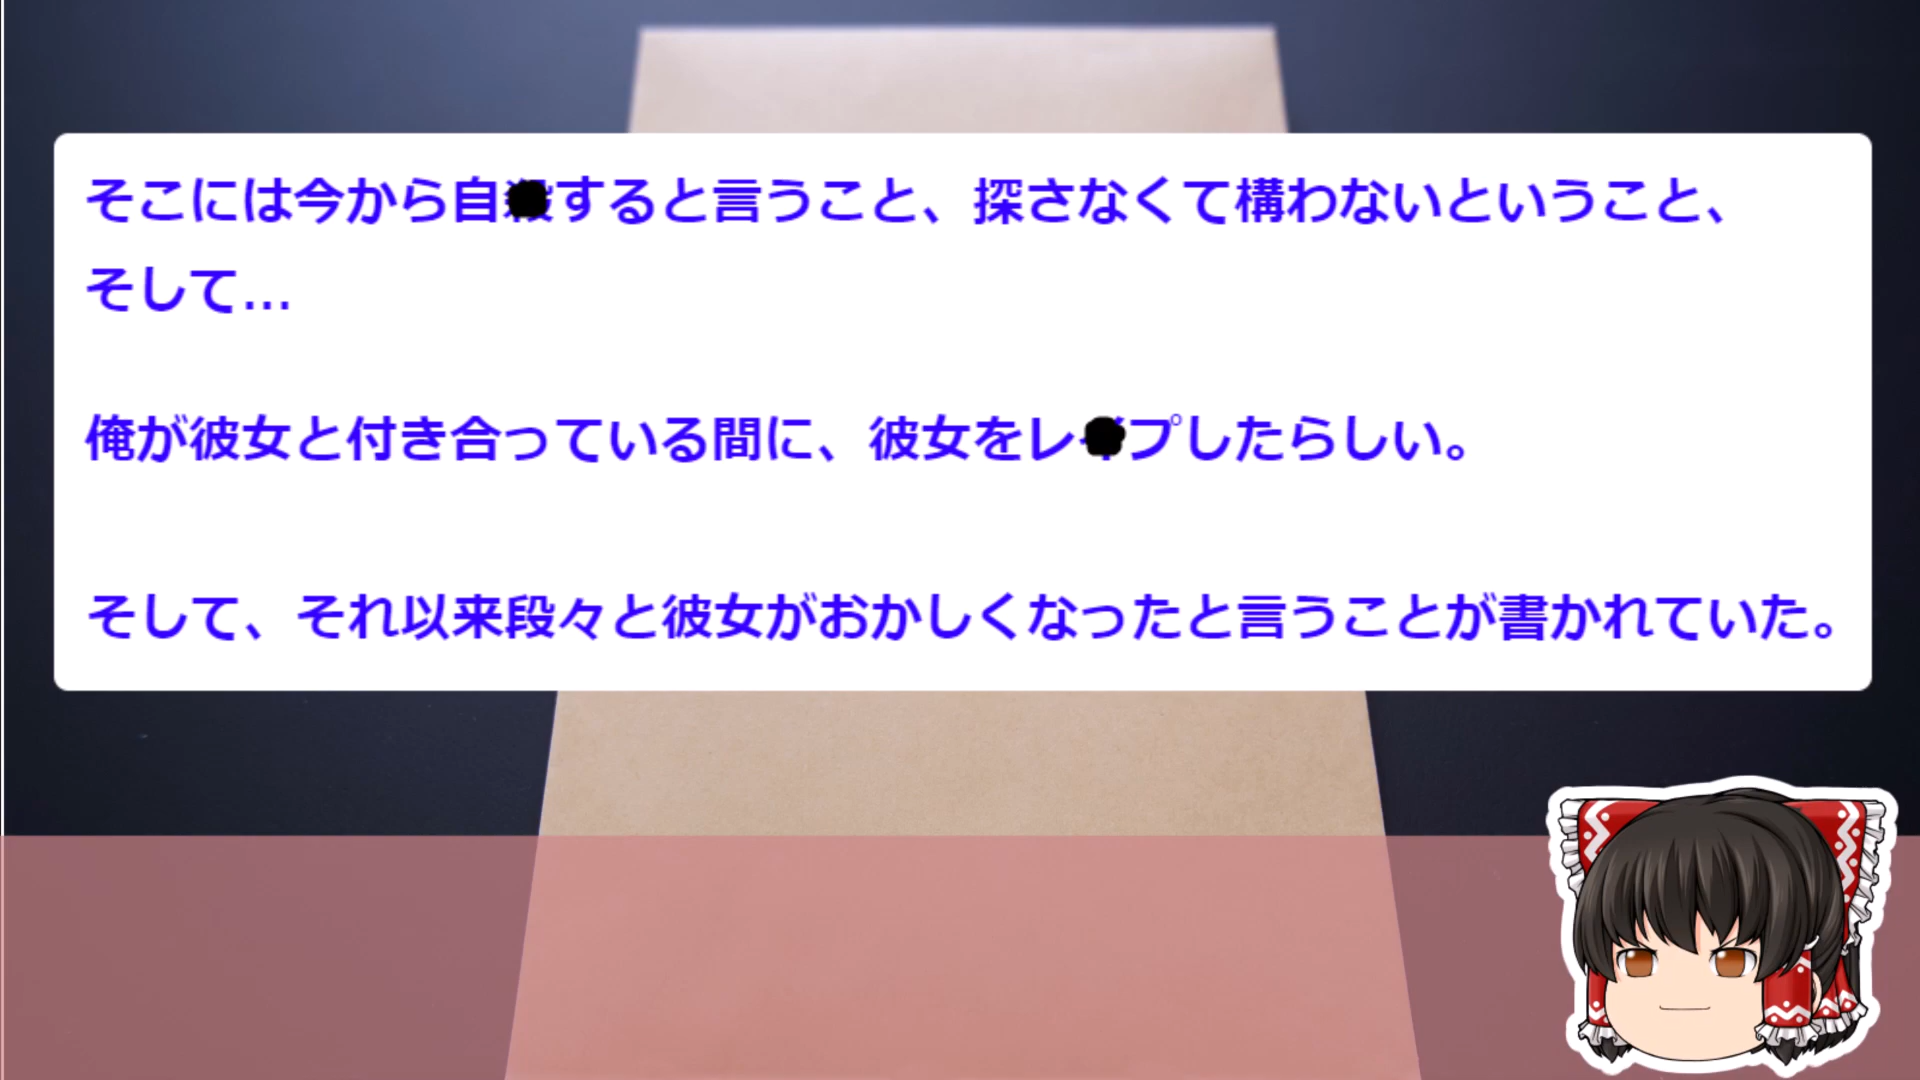 そこには今から自●すると言うこと、探さなくて構わないということ、
そして...
俺が彼女と付き合っている間に、彼女をレ●プしたらしい。
そして、それ以来段々と彼女がおかしくなったと言うことが書かれていた。